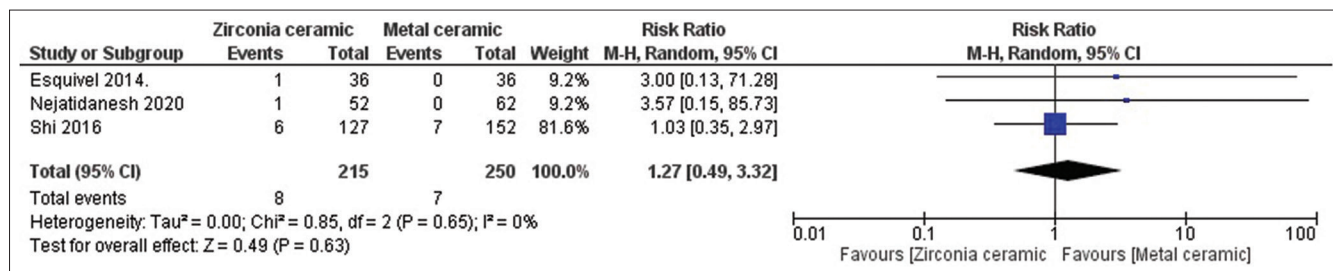 Zirconia ceramic Metal ceramic Risk Ratio Risk Ratio
Study or Subgroup Events Total Events Total Weight M-H, Random, 95% CI M-H, Random, 95% CI
Esquivel 2014. 1 36 0 36 9.2% 3.00 [0.13, 71.28]
Nejatidanesh 2020 1 52 0 62 9.2% 3.57 [0.15, 85.73]
Shi 2016 6 127 7 152 81.6% 1.03 [0.35, 2.97]
Total (95% CI) 215 250 100.0% 1.27 [0.49, 3.32]
Total events 8 7
Heterogeneity: Tau² = 0.00; Chi² = 0.85, df = 2 (P = 0.65); I² = 0%
Test for overall effect: Z = 0.49 (P = 0.63)
0.01 0.1 1 10 100
Favours [Zirconia ceramic Favours [Metal ceramic]